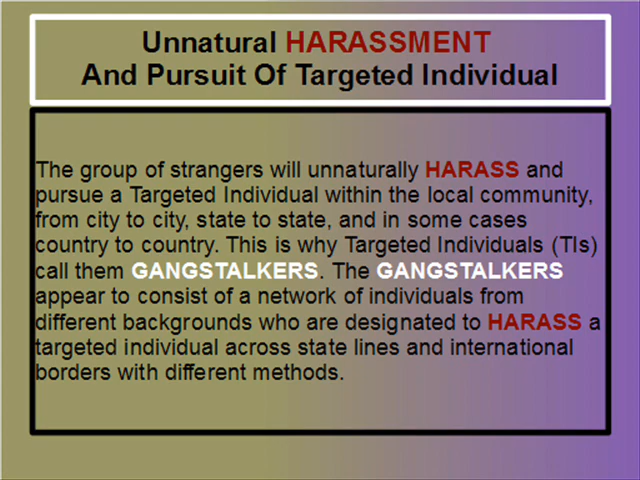 Unnatural HARASSMENT
And Pursuit Of Targeted Individual
The group of strangers will unnaturally HARASS and
pursue a Targeted Individual within the local community,
from city to city, state to state, and in some cases
country to country. This is why Targeted Individuals (TIs)
call them GANGSTALKERS. The GANGSTALKERS
appear to consist of a network of individuals from
different backgrounds who are designated to HARASS a
targeted individual across state lines and international
borders with different methods.